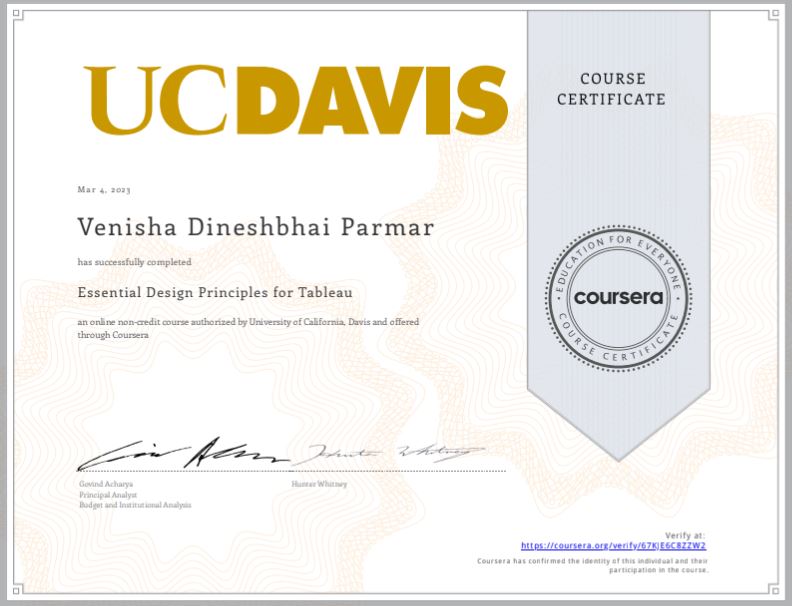 UCDAVIS
COURSE
CERTIFICATE
Mar 4, 2023
Venisha Dineshbhai Parmar
has successfully completed
Essential Design Principles for Tableau
an online non-credit course authorized by University of California, Davis and offered
through Coursera
EDUCATION FOR EVERYONE
coursera
COURSE CERTIFICATE
Govind Acharya
Principal Analyst
Budget and Institutional Analysis
Hunter Whitney
Verify at:
https://coursera.org/verify/67KJE6C8ZZW2
Coursera has confirmed the identity of this individual and their
participation in the course.